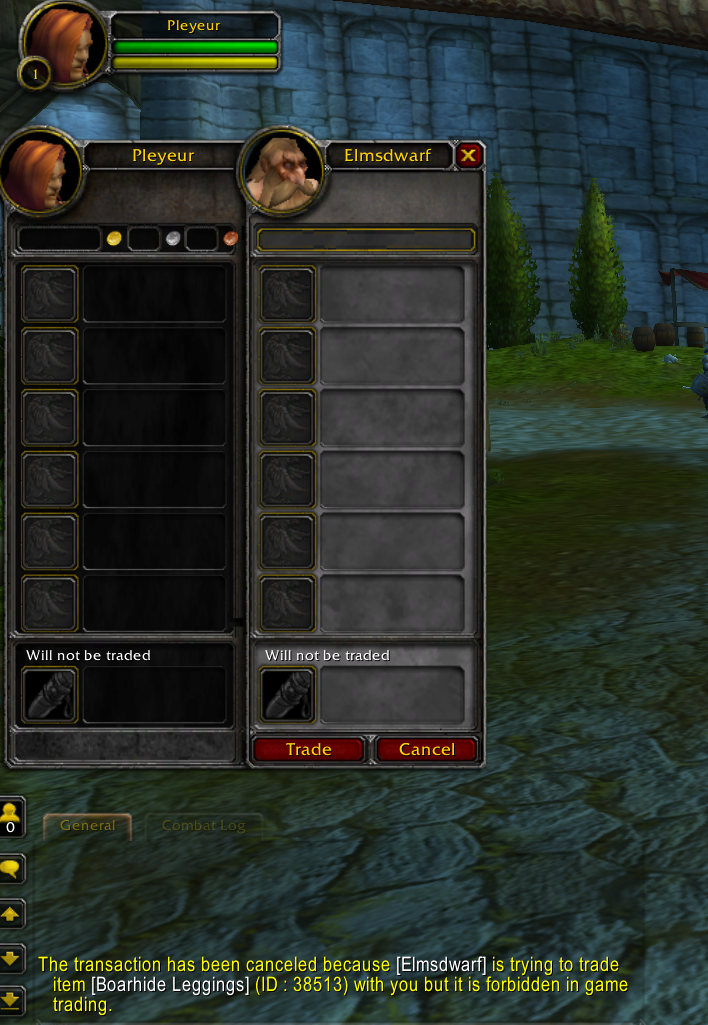 Pleyeur
1
Pleyeur
Elmsdwarf
Will not be traded
Will not be traded
Trade
Cancel
0
General
Combat Log
The transaction has been canceled because [Elmsdwarf] is trying to trade
item [Boarhide Leggings] (ID : 38513) with you but it is forbidden in game
trading.